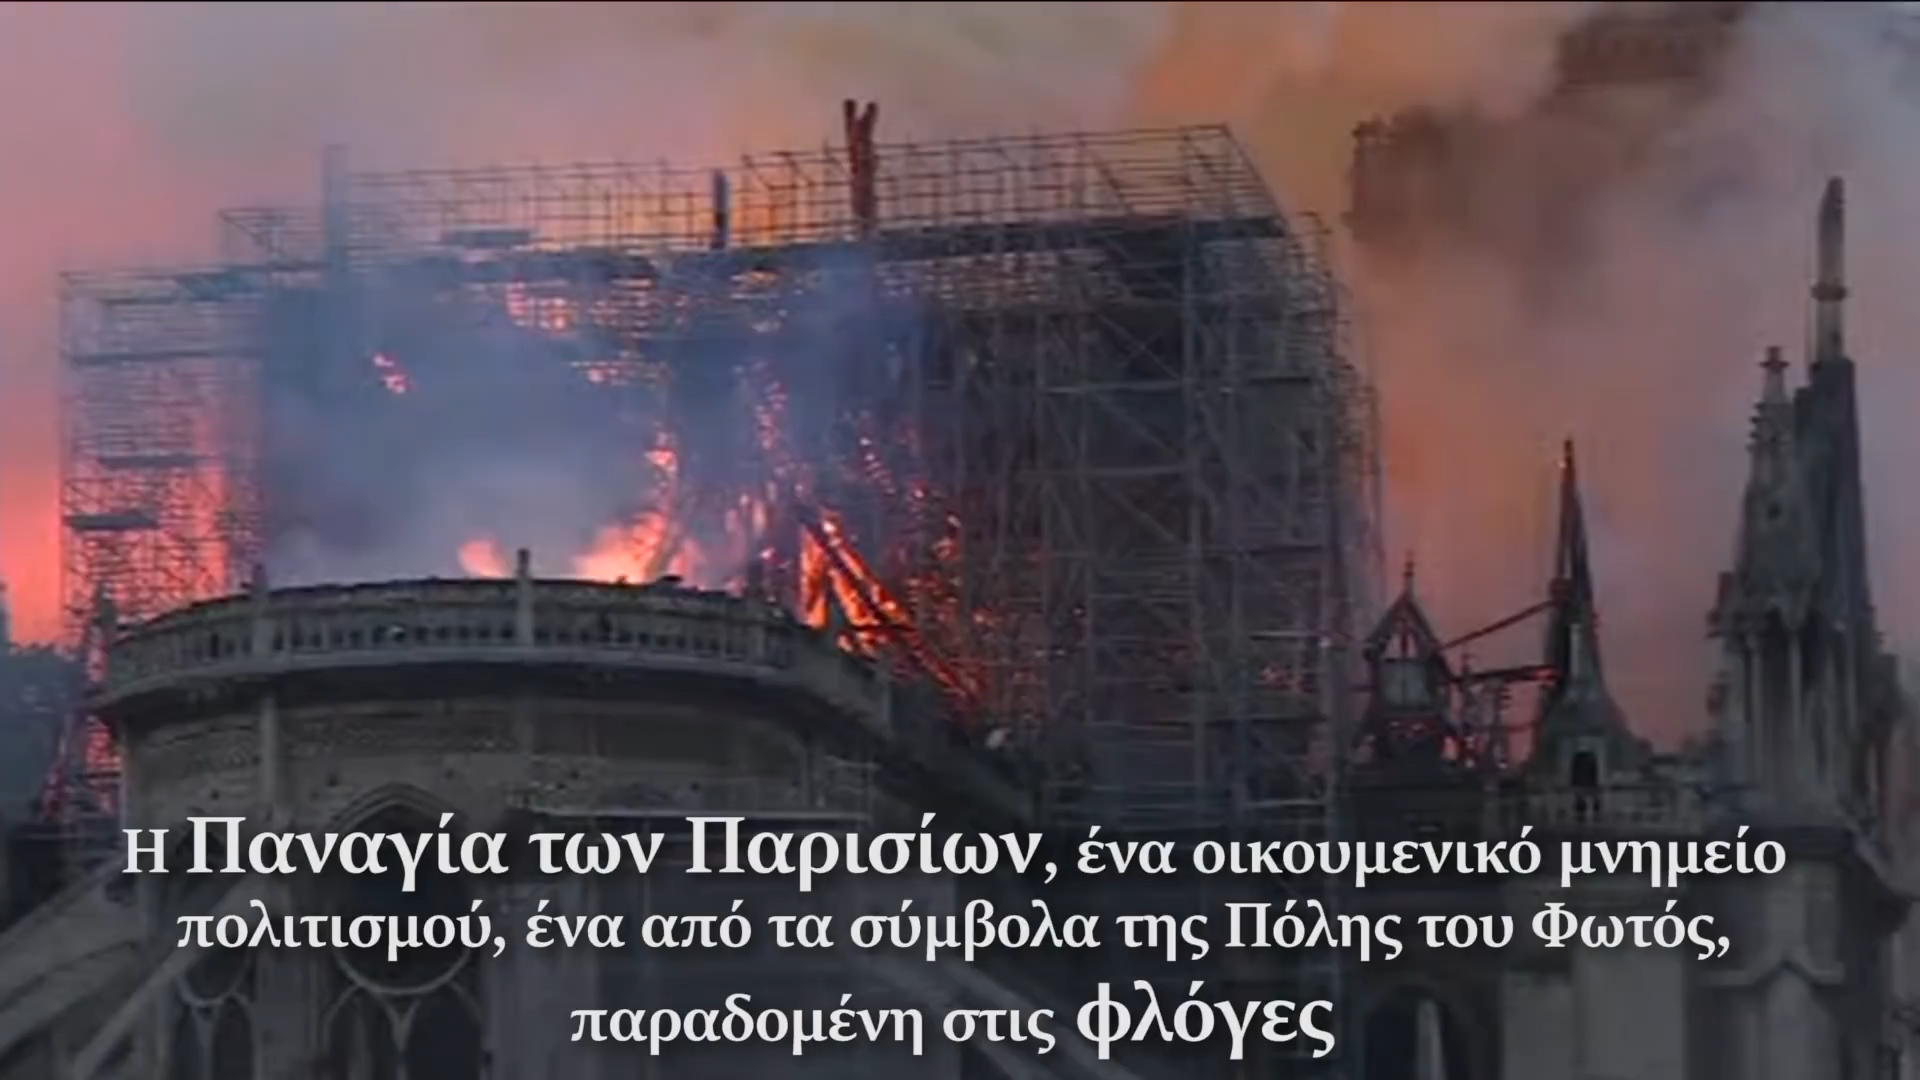 Η Παναγία των Παρισίων, ένα οικουμενικό μνημείο
πολιτισμού, ένα από τα σύμβολα της Πόλης του Φωτός,
παραδομένη στις φλόγες